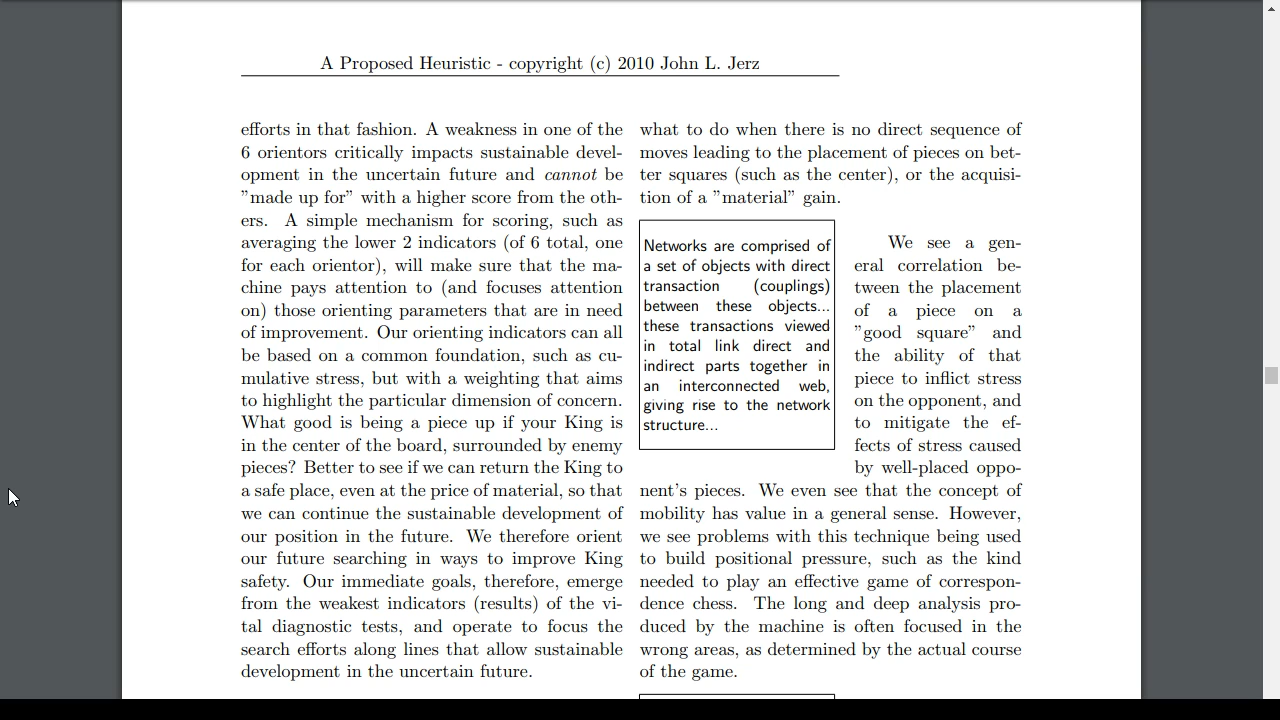 A Proposed Heuristic - copyright (c) 2010 John L. Jerz
efforts in that fashion. A weakness in one of the
6 orientors critically impacts sustainable devel-
opment in the uncertain future and cannot be
"made up for" with a higher score from the oth-
ers. A simple mechanism for scoring, such as
averaging the lower 2 indicators (of 6 total, one
for each orientor), will make sure that the ma-
chine pays attention to (and focuses attention
on) those orienting parameters that are in need
of improvement. Our orienting indicators can all
be based on a common foundation, such as cu-
mulative stress, but with a weighting that aims
to highlight the particular dimension of concern.
What good is being a piece up if your King is
in the center of the board, surrounded by enemy
pieces? Better to see if we can return the King to
a safe place, even at the price of material, so that
we can continue the sustainable development of
our position in the future. We therefore orient
our future searching in ways to improve King
safety. Our immediate goals, therefore, emerge
from the weakest indicators (results) of the vi-
tal diagnostic tests, and operate to focus the
search efforts along lines that allow sustainable
development in the uncertain future.
what to do when there is no direct sequence of
moves leading to the placement of pieces on bet-
ter squares (such as the center), or the acquisi-
tion of a "material" gain.
Networks are comprised of
a set of objects with direct
transaction (couplings)
between these objects...
these transactions viewed
in total link direct and
indirect parts together in
an interconnected web,
giving rise to the network
structure...
We see a gen-
eral correlation be-
tween the placement
of a piece on a
"good square" and
the ability of that
piece to inflict stress
on the opponent, and
to mitigate the ef-
fects of stress caused
by well-placed oppo-
nent's pieces. We even see that the concept of
mobility has value in a general sense. However,
we see problems with this technique being used
to build positional pressure, such as the kind
needed to play an effective game of correspon-
dence chess. The long and deep analysis pro-
duced by the machine is often focused in the
wrong areas, as determined by the actual course
of the game.